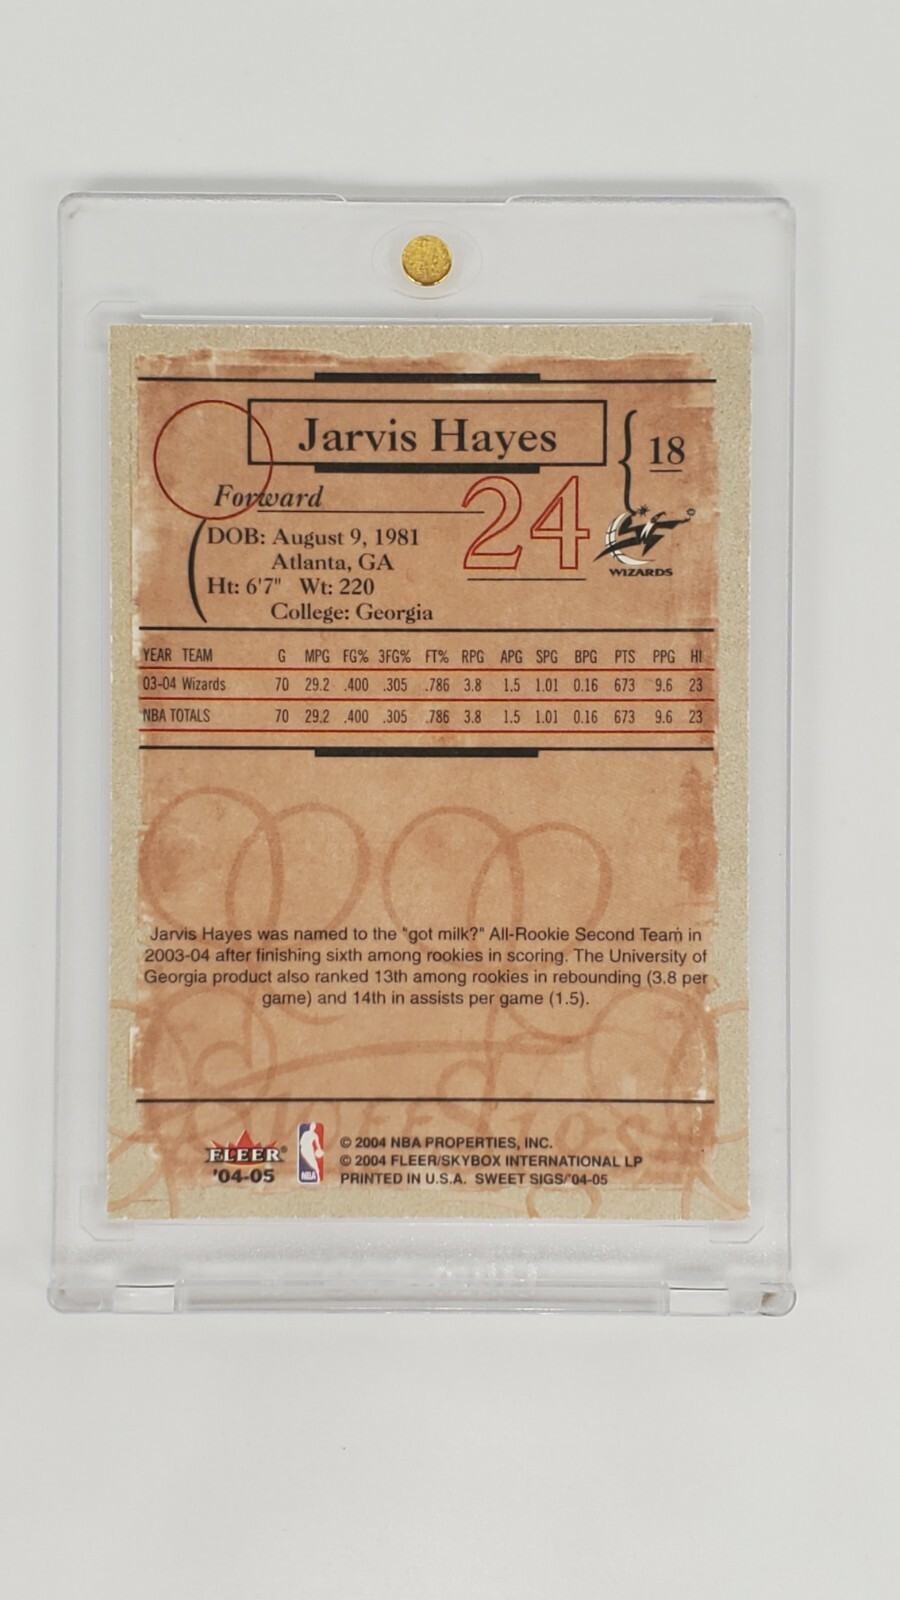 Jarvis Hayes
18
Forward
24
DOB: August 9, 1981
Atlanta, GA
Ht: 6'7" Wt: 220
College: Georgia
WIZARDS
YEAR TEAM G MPG FG% 3FG% FT% RPG APG SPG BPG PTS PPG HI
03-04 Wizards 70 29.2 .400 .305 .786 3.8 1.5 1.01 0.16 673 9.6 23
NBA TOTALS 70 29.2 .400 .305 .786 3.8 1.5 1.01 0.16 673 9.6 23
Jarvis Hayes was named to the "got milk?" All-Rookie Second Team in
2003-04 after finishing sixth among rookies in scoring. The University of
Georgia product also ranked 13th among rookies in rebounding (3.8 per
game) and 14th in assists per game (1.5).
FLEER®
'04-05
NBA
© 2004 NBA PROPERTIES, INC.
© 2004 FLEER/SKYBOX INTERNATIONAL LP
PRINTED IN U.S.A. SWEET SIGS/'04-05